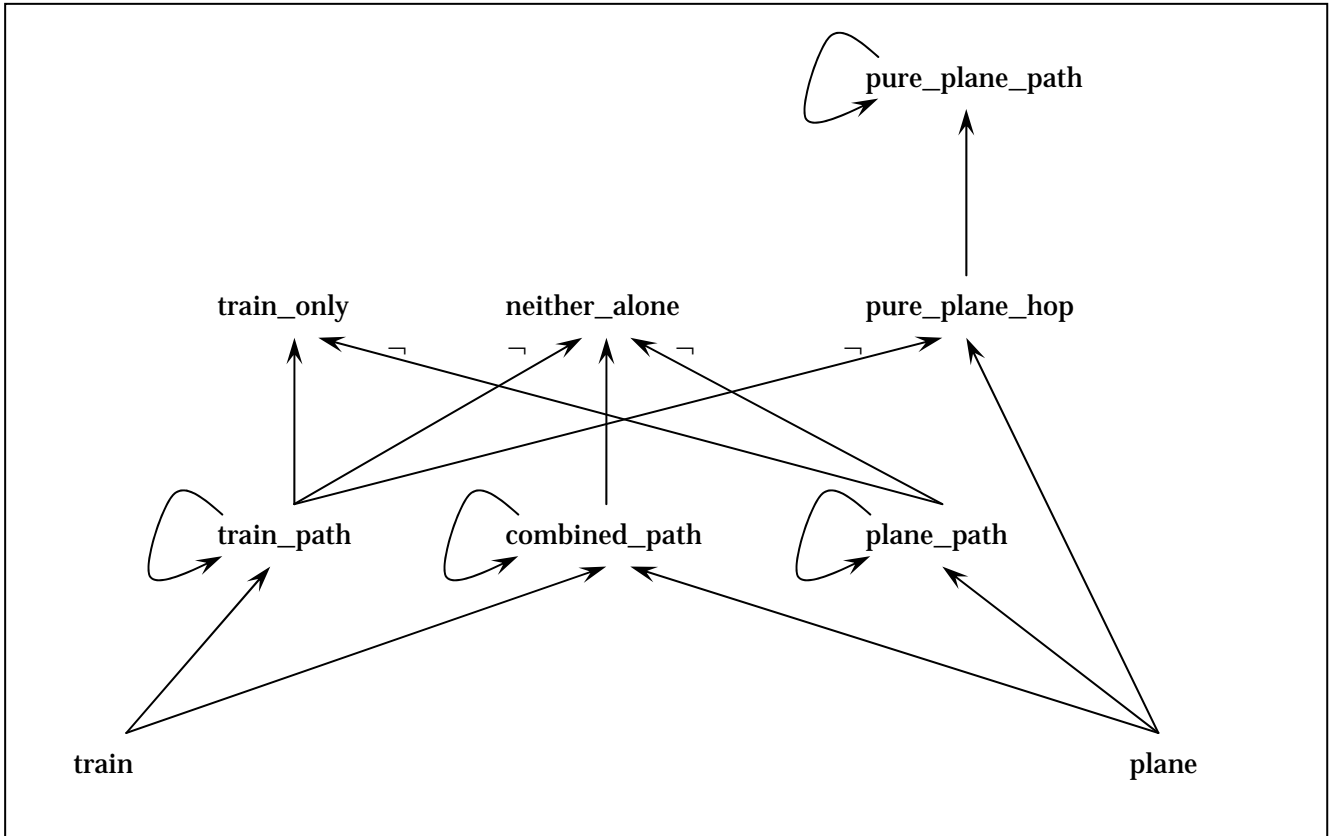 pure_plane_path
train_only neither_alone pure_plane_hop
¬ ¬ ¬ ¬
train_path combined_path plane_path
train plane